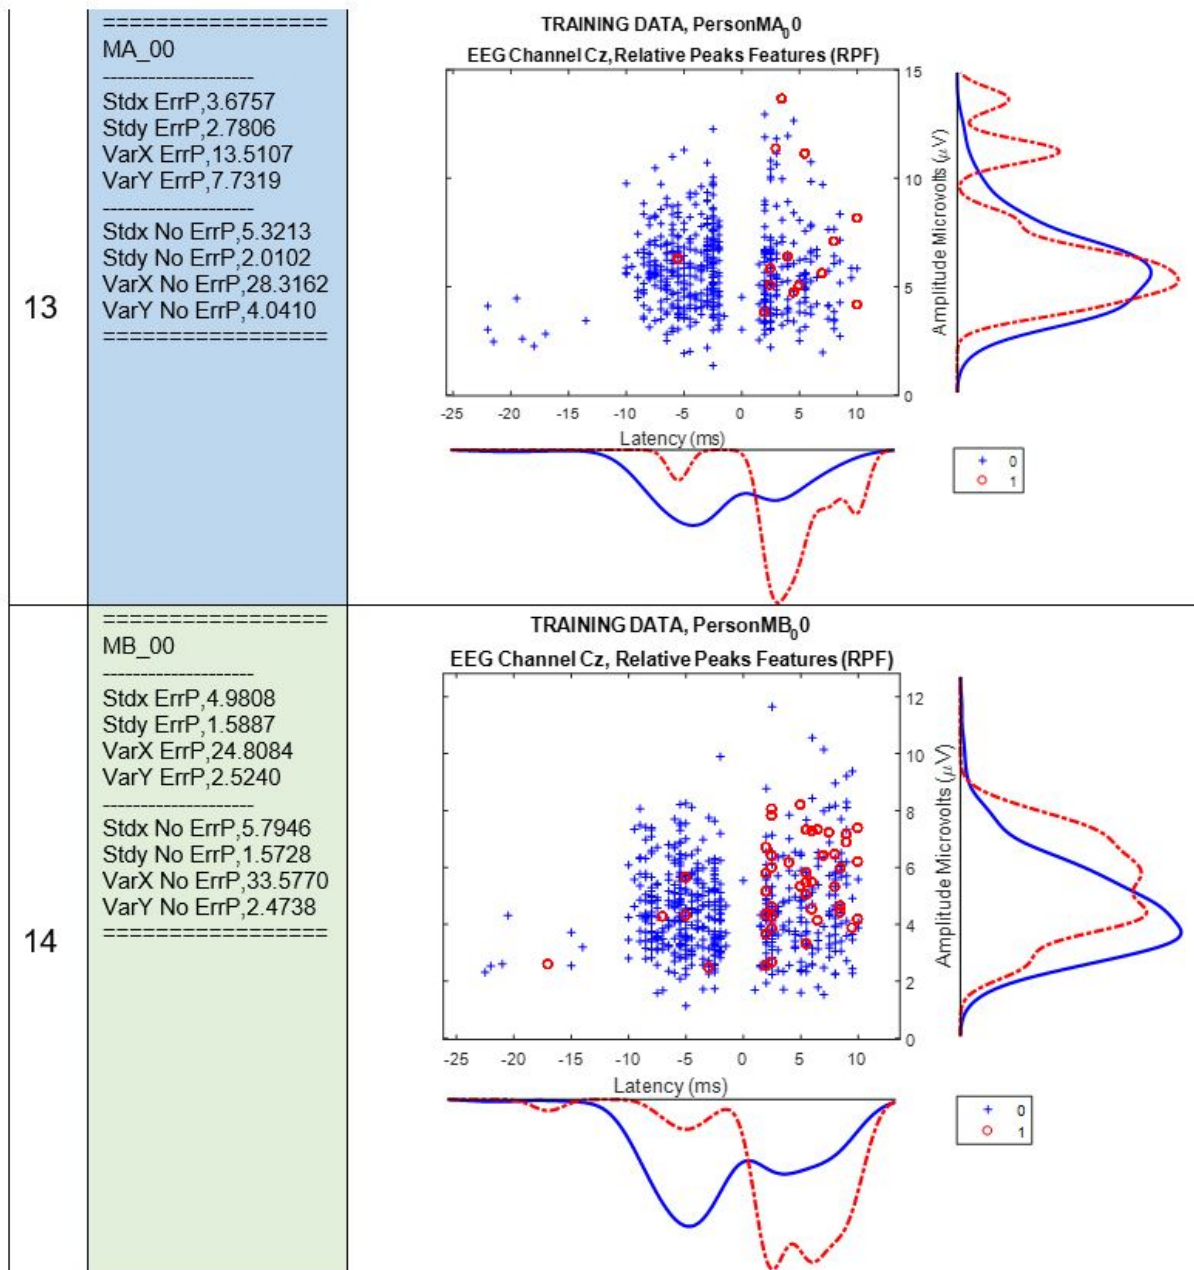 13
=================
MA_00
--------------------
Stdx ErrP,3.6757
Stdy ErrP,2.7806
VarX ErrP,13.5107
VarY ErrP,7.7319
--------------------
Stdx No ErrP,5.3213
Stdy No ErrP,2.0102
VarX No ErrP,28.3162
VarY No ErrP,4.0410
=================
TRAINING DATA, PersonMA₀0
EEG Channel Cz, Relative Peaks Features (RPF)
15
10
5
0
Amplitude Microvolts (μV)
-25 -20 -15 -10 -5 0 5 10
Latency (ms)
+ 0
o 1
14
=================
MB_00
--------------------
Stdx ErrP,4.9808
Stdy ErrP,1.5887
VarX ErrP,24.8084
VarY ErrP,2.5240
--------------------
Stdx No ErrP,5.7946
Stdy No ErrP,1.5728
VarX No ErrP,33.5770
VarY No ErrP,2.4738
=================
TRAINING DATA, PersonMB₀0
EEG Channel Cz, Relative Peaks Features (RPF)
12
10
8
6
4
2
0
Amplitude Microvolts (μV)
-25 -20 -15 -10 -5 0 5 10
Latency (ms)
+ 0
o 1